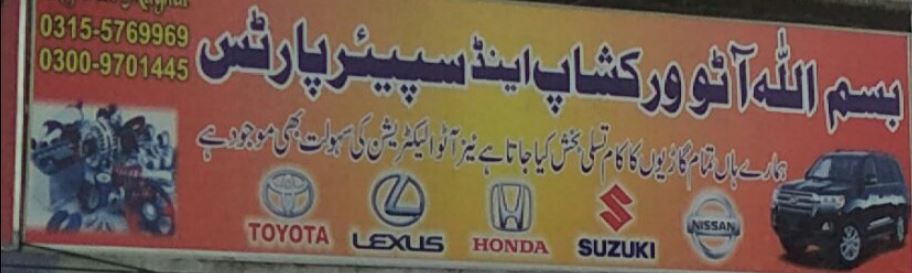 بسم اللہ آٹو ورکشاپ اینڈ سپیئر پارٹس
0315-5769969
0300-9701445
ہمارے ہاں تمام گاڑیوں کا کام تسلی بخش کیا جاتا ہے نیز آٹو الیکٹریشن کی سہولت بھی موجود ہے
TOYOTA
LEXUS
HONDA
SUZUKI
NISSAN